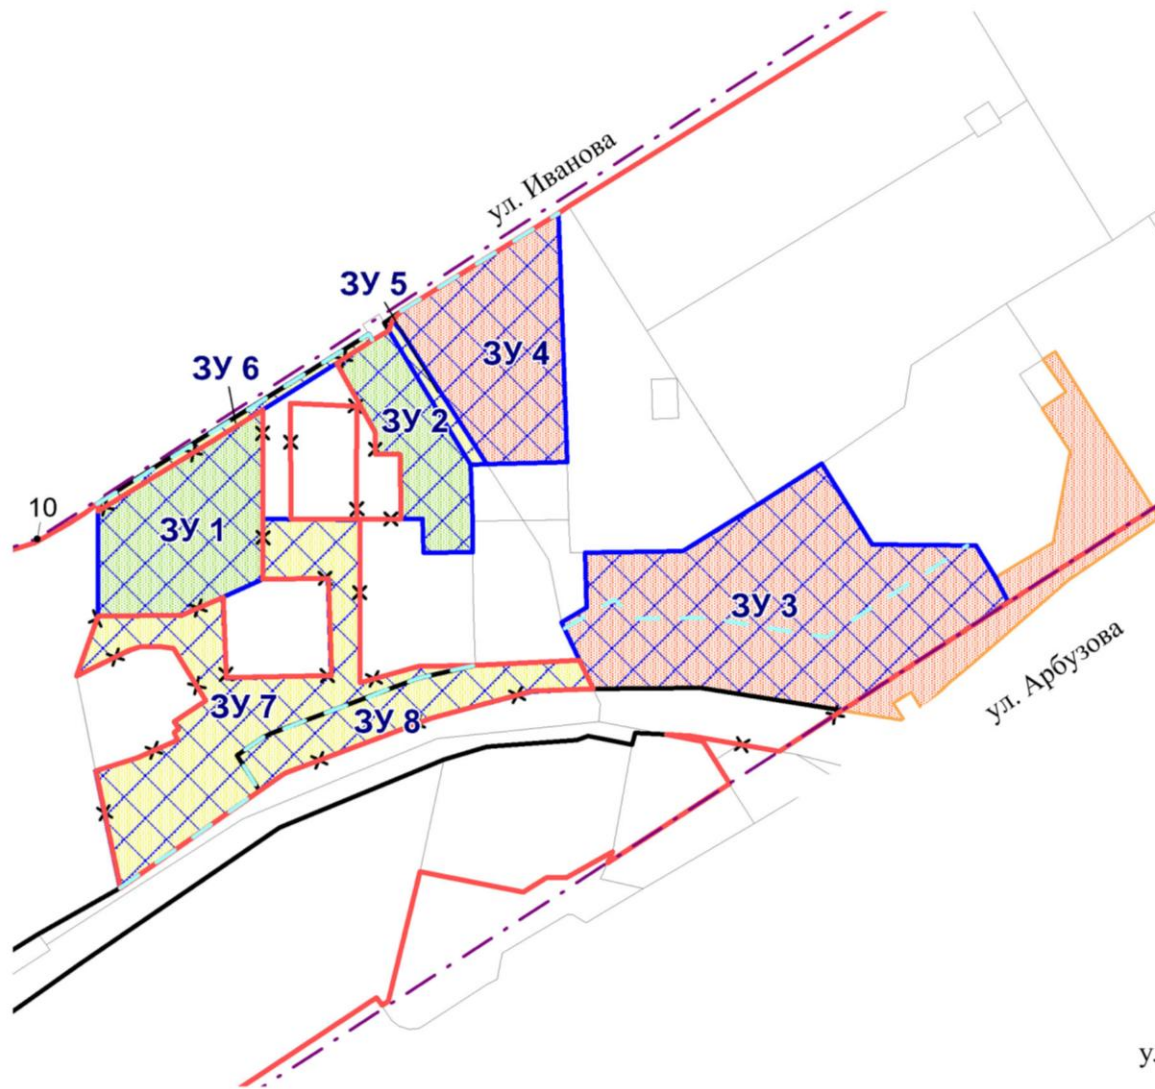 ул. Иванова
ЗУ 5
ЗУ 4
ЗУ 6
ЗУ 2
10
ЗУ 1
ЗУ 3
ул. Арбузова
ЗУ 7
ЗУ 8
у.